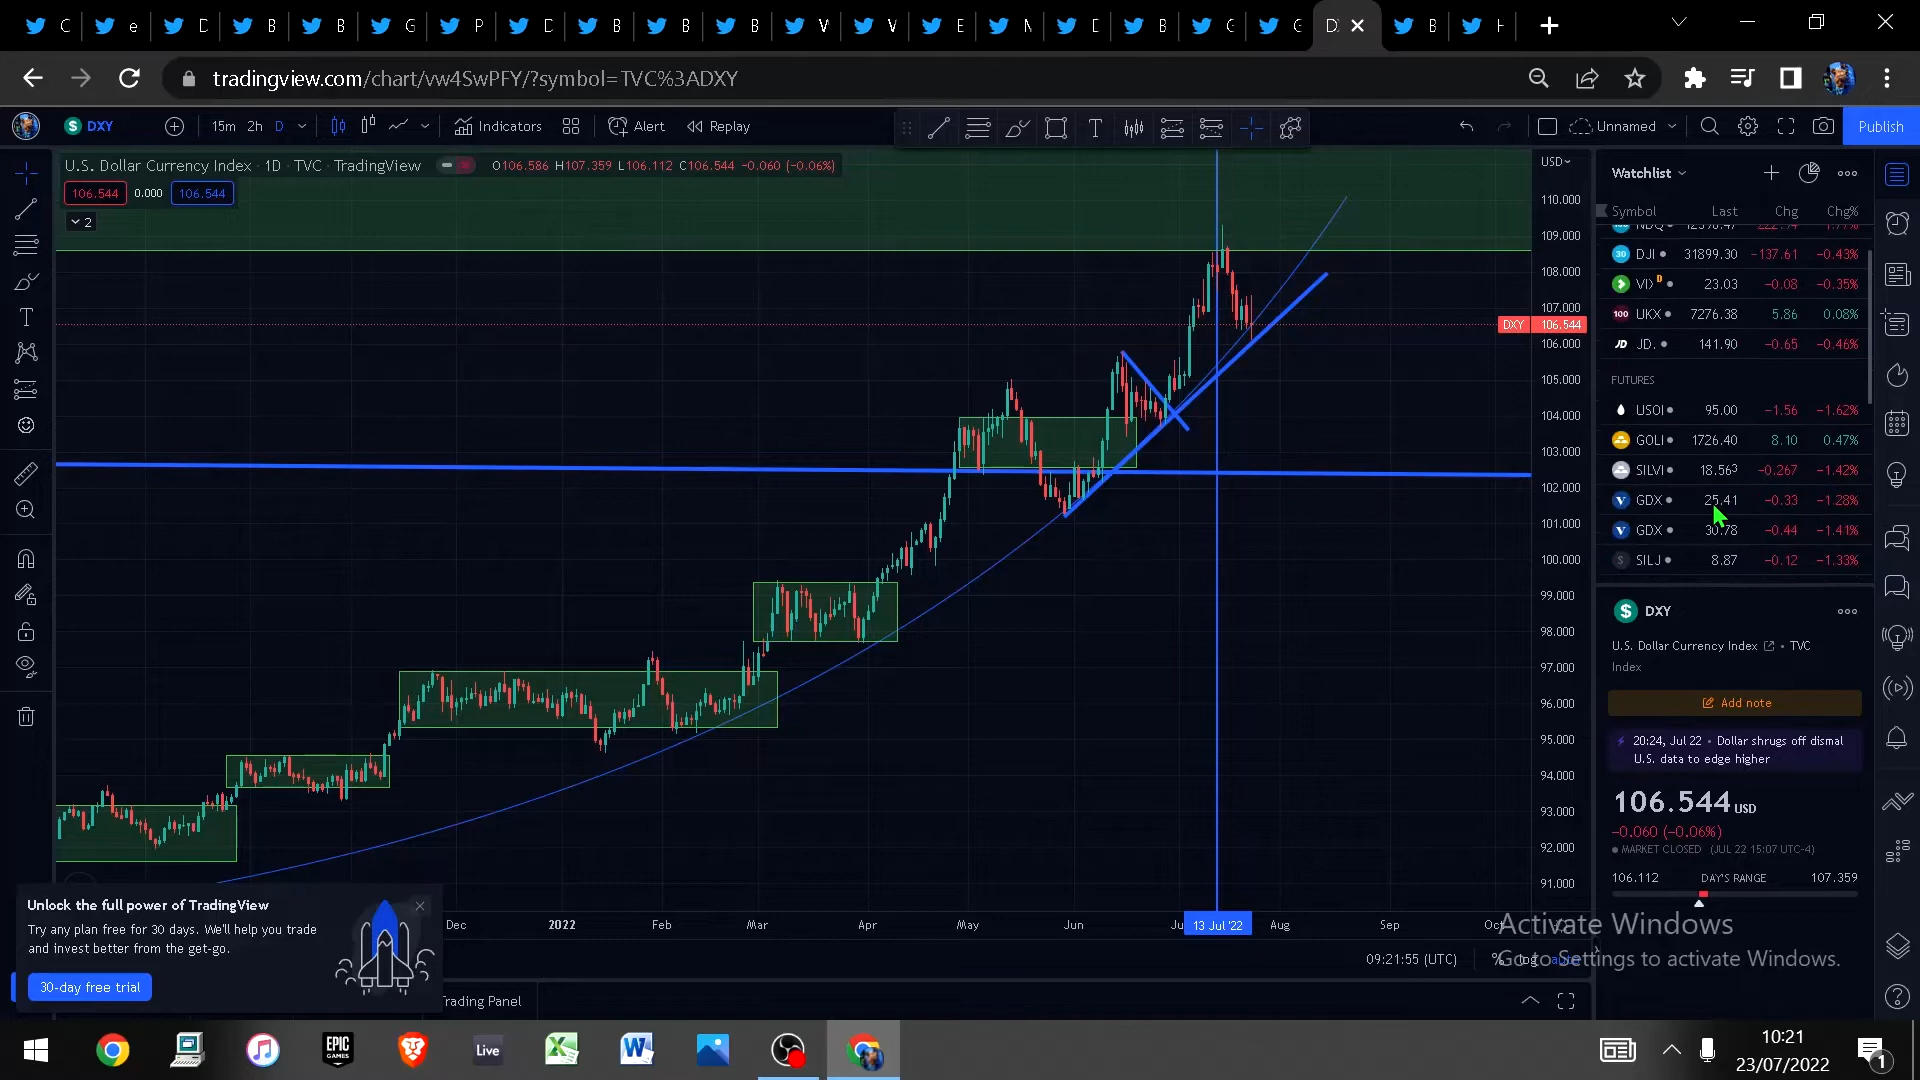 C e D B B G P D B B B V V E N D B G G D B H
tradingview.com/chart/vw4SwPFY/?symbol=TVC%3ADXY
DXY 15m 2h D Indicators Alert Replay Unnamed Publish
U.S. Dollar Currency Index · 1D · TVC · TradingView O106.586 H107.359 L106.112 C106.544 -0.060 (-0.06%)
106.544 0.000 106.544
2
USD
110.000
109.000
108.000
107.000
DXY 106.544
106.000
105.000
104.000
103.000
102.000
101.000
100.000
99.000
98.000
97.000
96.000
95.000
94.000
93.000
92.000
91.000
Dec 2022 Feb Mar Apr May Jun 13 Jul '22 Aug Sep
09:21:55 (UTC) %
Trading Panel
Unlock the full power of TradingView
Try any plan free for 30 days. We'll help you trade
and invest better from the get-go.
30-day free trial
Watchlist
Symbol Last Chg Chg%
DJI 31899.30 -137.61 -0.43%
VIX D 23.03 -0.08 -0.35%
100 UKX 7276.38 5.86 0.08%
JD JD. 141.90 -0.65 -0.46%
FUTURES
USOI 95.00 -1.56 -1.62%
GOLI 1726.40 8.10 0.47%
SILVI 18.563 -0.267 -1.42%
GDX 25.41 -0.33 -1.28%
GDX 30.78 -0.44 -1.41%
SILJ 8.87 -0.12 -1.33%
DXY
U.S. Dollar Currency Index · TVC
Index
Add note
20:24, Jul 22 · Dollar shrugs off dismal
U.S. data to edge higher
106.544 USD
-0.060 (-0.06%)
MARKET CLOSED (JUL 22 15:07 UTC-4)
106.112 DAY'S RANGE 107.359
Activate Windows
Go to Settings to activate Windows.
EPIC GAMES
Live
10:21
23/07/2022
1